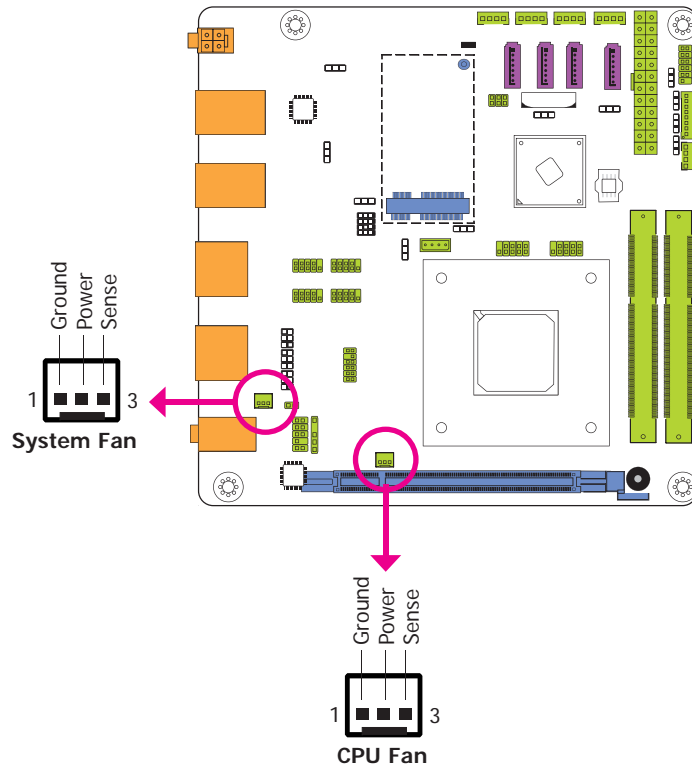 Ground
Power
Sense
1 3
System Fan
Ground
Power
Sense
1 3
CPU Fan